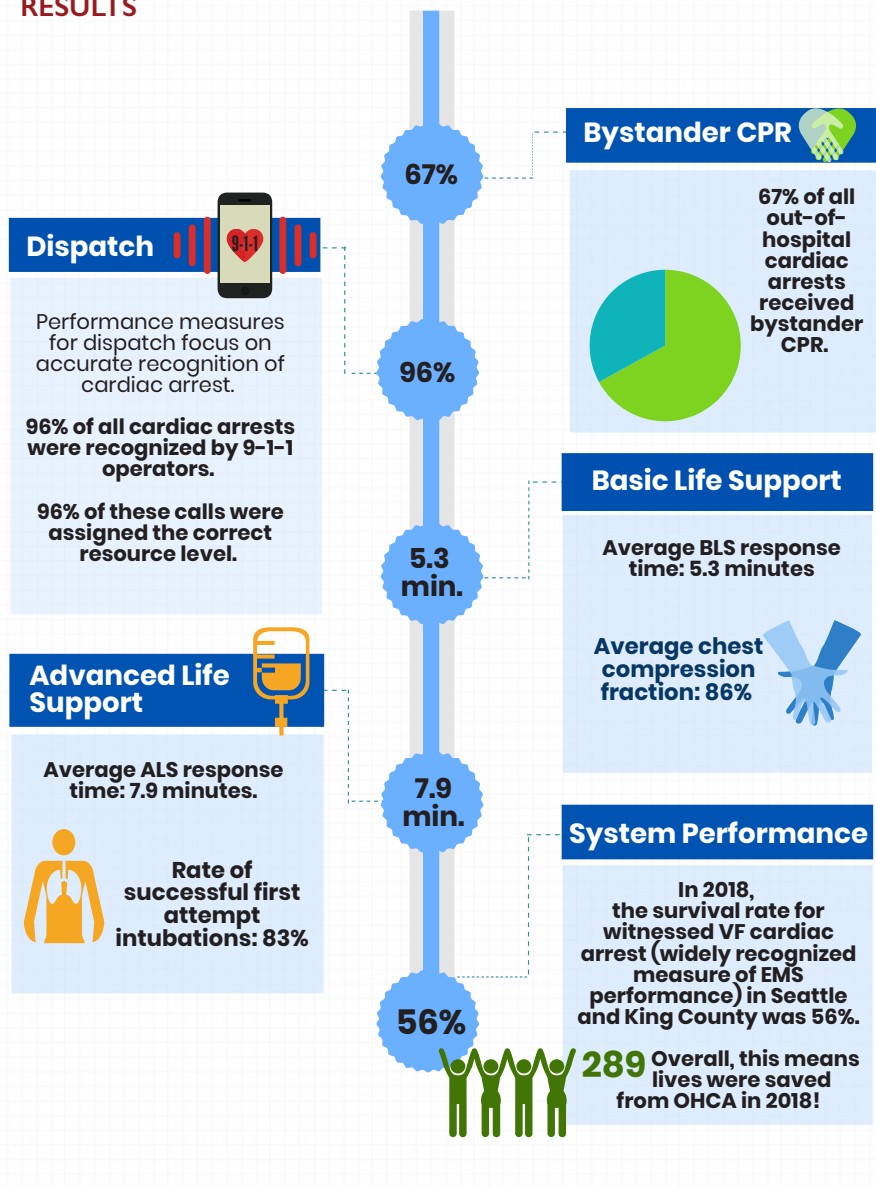 RESULTS
67%
Bystander CPR
67% of all
out-of-
hospital
cardiac
arrests
received
bystander
CPR.
Dispatch
9-1-1
Performance measures
for dispatch focus on
accurate recognition of
cardiac arrest.
96% of all cardiac arrests
were recognized by 9-1-1
operators.
96% of these calls were
assigned the correct
resource level.
96%
Basic Life Support
Average BLS response
time: 5.3 minutes
Average chest
compression
fraction: 86%
5.3
min.
Advanced Life
Support
Average ALS response
time: 7.9 minutes.
Rate of
successful first
attempt
intubations: 83%
7.9
min.
System Performance
In 2018,
the survival rate for
witnessed VF cardiac
arrest (widely recognized
measure of EMS
performance) in Seattle
and King County was 56%.
289 Overall, this means
lives were saved
from OHCA in 2018!
56%